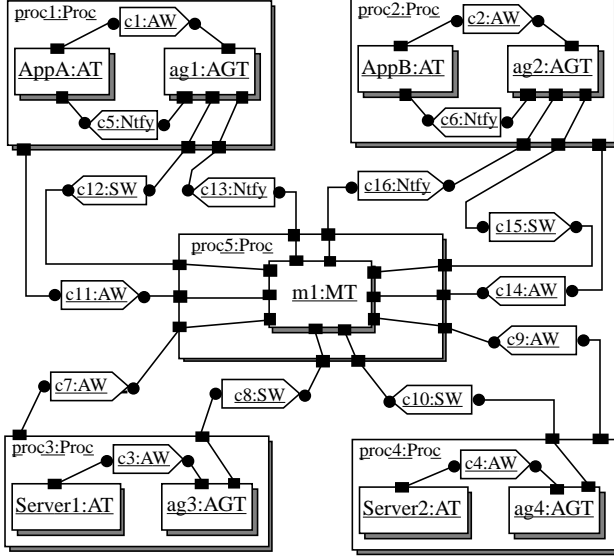 proc1:Proc
c1:AW
AppA:AT
ag1:AGT
c5:Ntfy
proc2:Proc
c2:AW
AppB:AT
ag2:AGT
c6:Ntfy
c12:SW
c13:Ntfy
c16:Ntfy
c15:SW
proc5:Proc
m1:MT
c11:AW
c14:AW
c9:AW
c7:AW
c8:SW
c10:SW
proc3:Proc
c3:AW
Server1:AT
ag3:AGT
proc4:Proc
c4:AW
Server2:AT
ag4:AGT